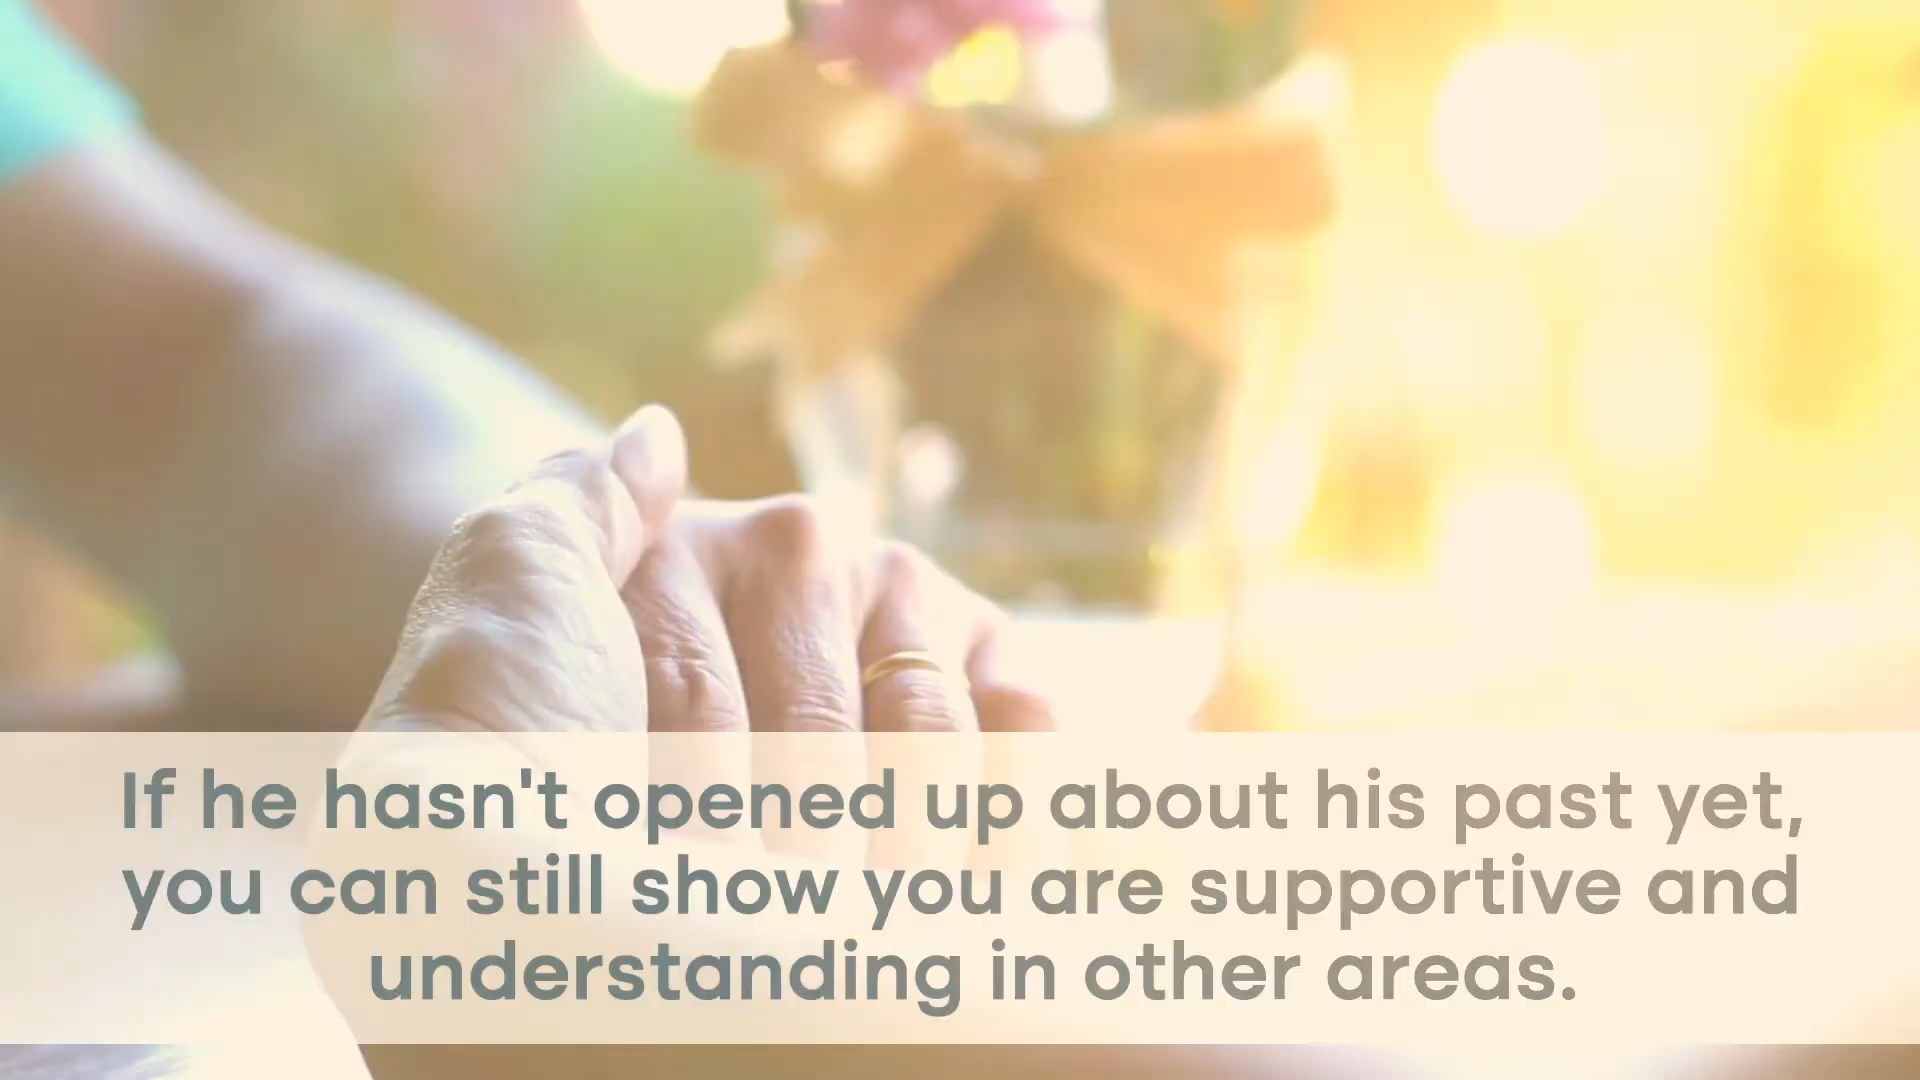 If he hasn't opened up about his past yet,
you can still show you are supportive and
understanding in other areas.